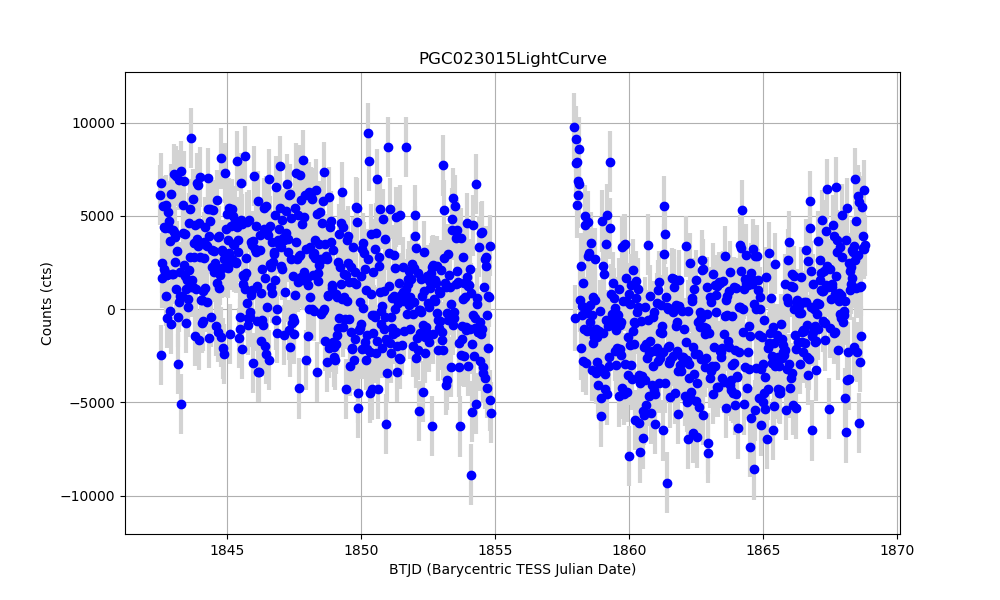 PGC023015LightCurve
10000
5000
0
−5000
−10000
Counts (cts)
1845 1850 1855 1860 1865 1870
BTJD (Barycentric TESS Julian Date)